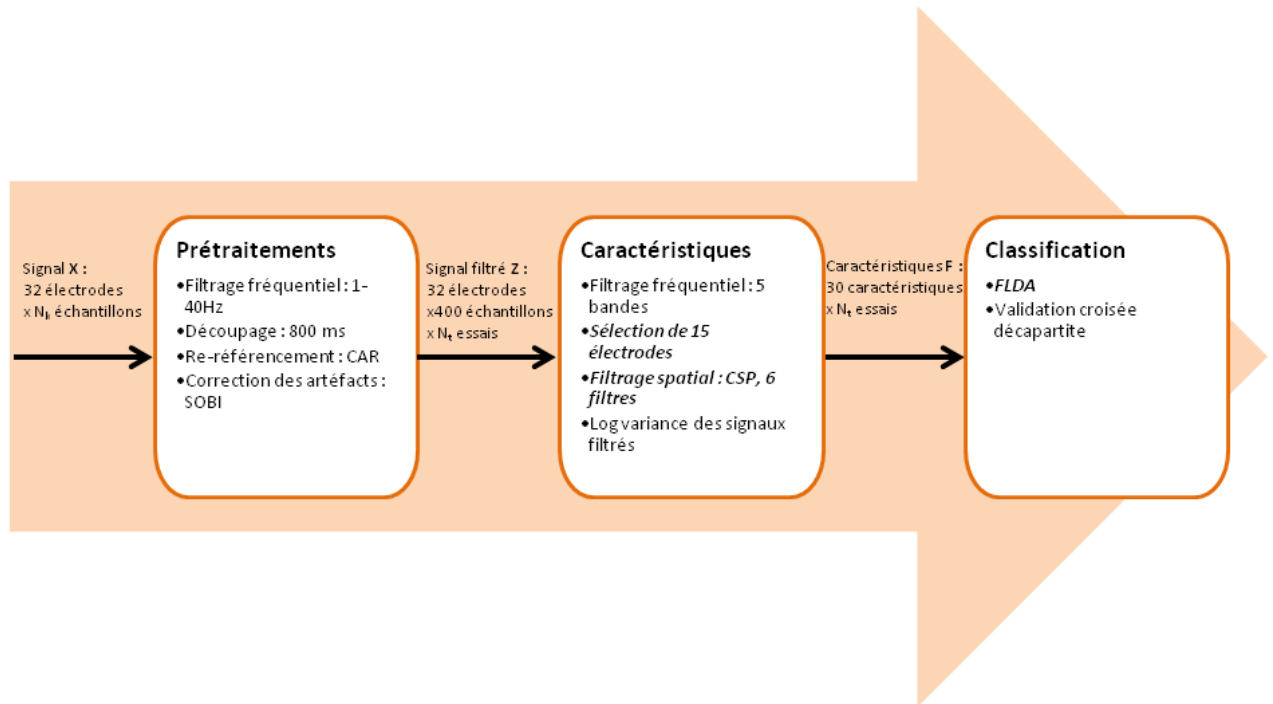 Signal X :
32 électrodes
x Nₕ échantillons
Prétraitements
•Filtrage fréquentiel : 1-
40Hz
•Découpage : 800 ms
•Re-référencement : CAR
•Correction des artéfacts :
SOBI
Signal filtré Z :
32 électrodes
x400 échantillons
x Nₜ essais
Caractéristiques
•Filtrage fréquentiel : 5
bandes
•Sélection de 15
électrodes
•Filtrage spatial : CSP, 6
filtres
•Log variance des signaux
filtrés
Caractéristiques F :
30 caractéristiques
x Nₜ essais
Classification
•FLDA
•Validation croisée
décapartite